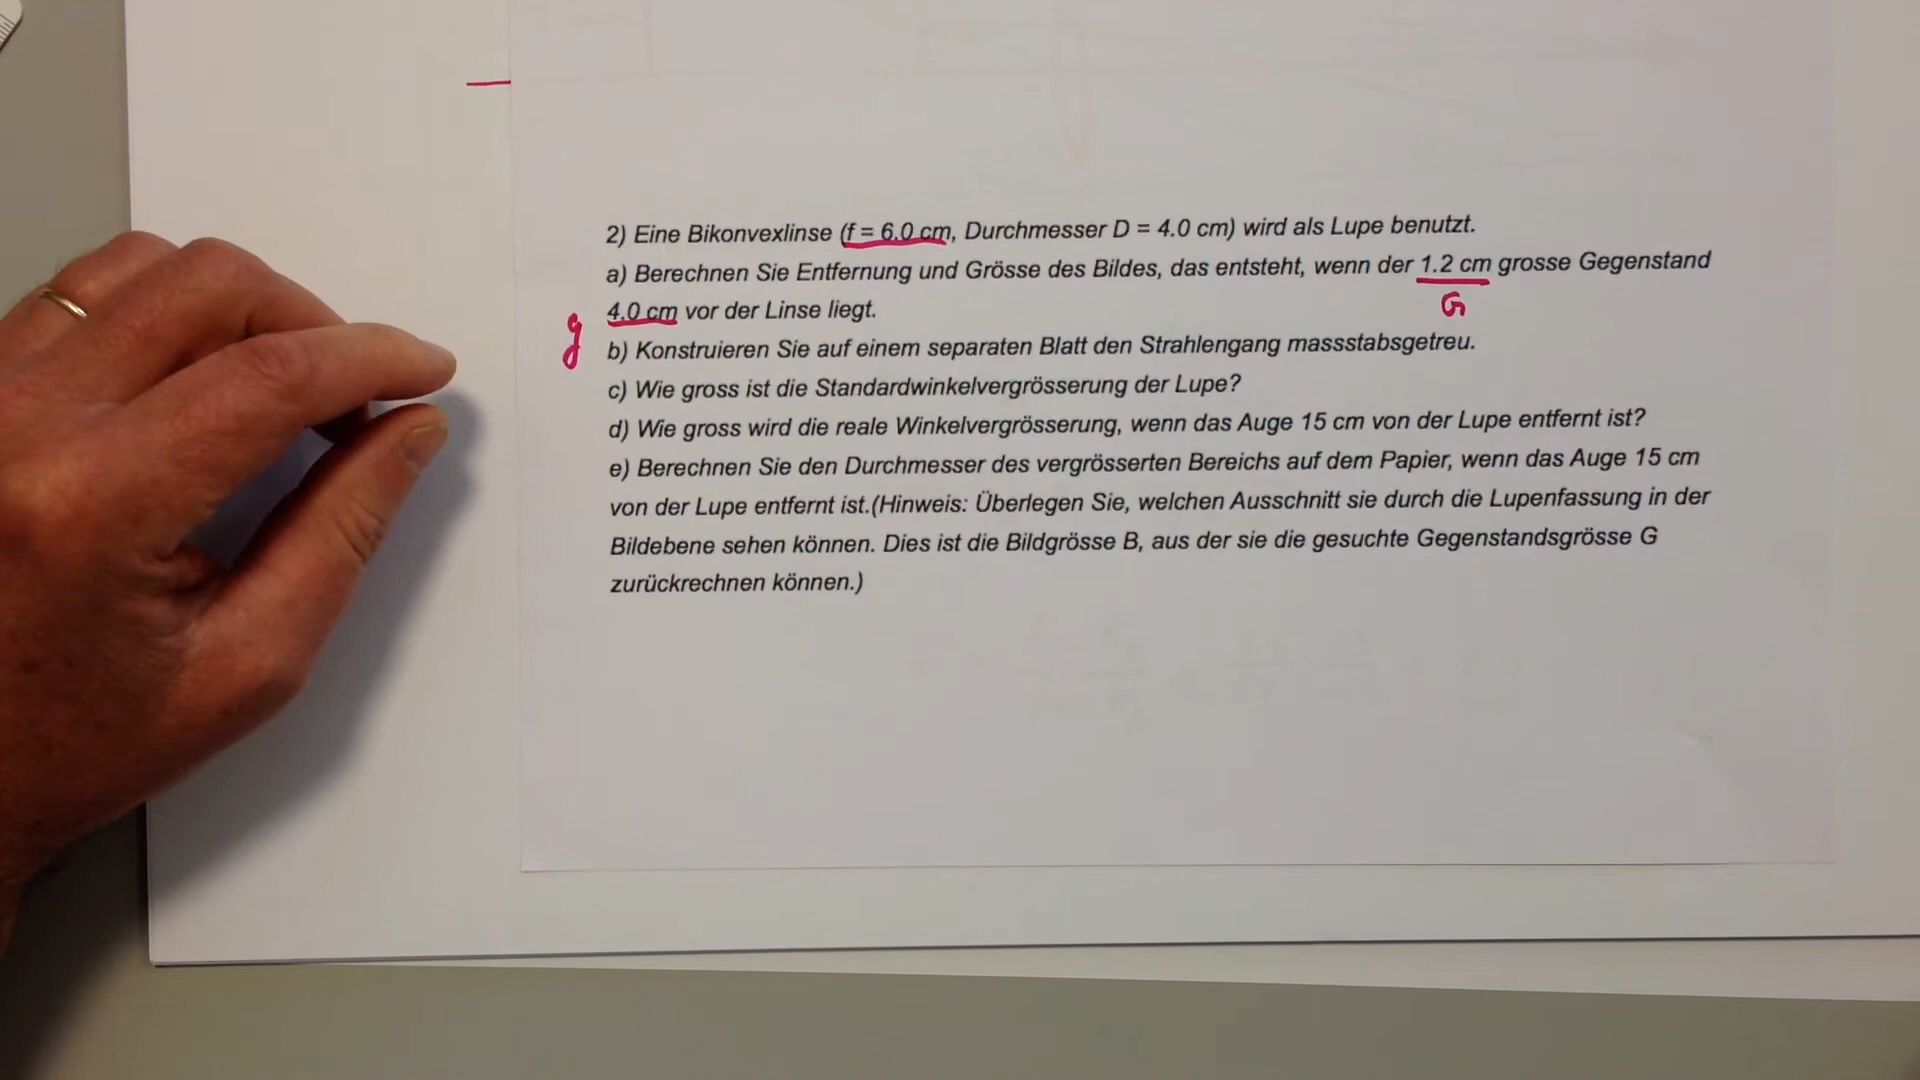 2) Eine Bikonvexlinse (f = 6.0 cm, Durchmesser D = 4.0 cm) wird als Lupe benutzt.
a) Berechnen Sie Entfernung und Grösse des Bildes, das entsteht, wenn der 1.2 cm grosse Gegenstand
G
4.0 cm vor der Linse liegt.
g
b) Konstruieren Sie auf einem separaten Blatt den Strahlengang massstabsgetreu.
c) Wie gross ist die Standardwinkelvergrösserung der Lupe?
d) Wie gross wird die reale Winkelvergrösserung, wenn das Auge 15 cm von der Lupe entfernt ist?
e) Berechnen Sie den Durchmesser des vergrösserten Bereichs auf dem Papier, wenn das Auge 15 cm
von der Lupe entfernt ist.(Hinweis: Überlegen Sie, welchen Ausschnitt sie durch die Lupenfassung in der
Bildebene sehen können. Dies ist die Bildgrösse B, aus der sie die gesuchte Gegenstandsgrösse G
zurückrechnen können.)